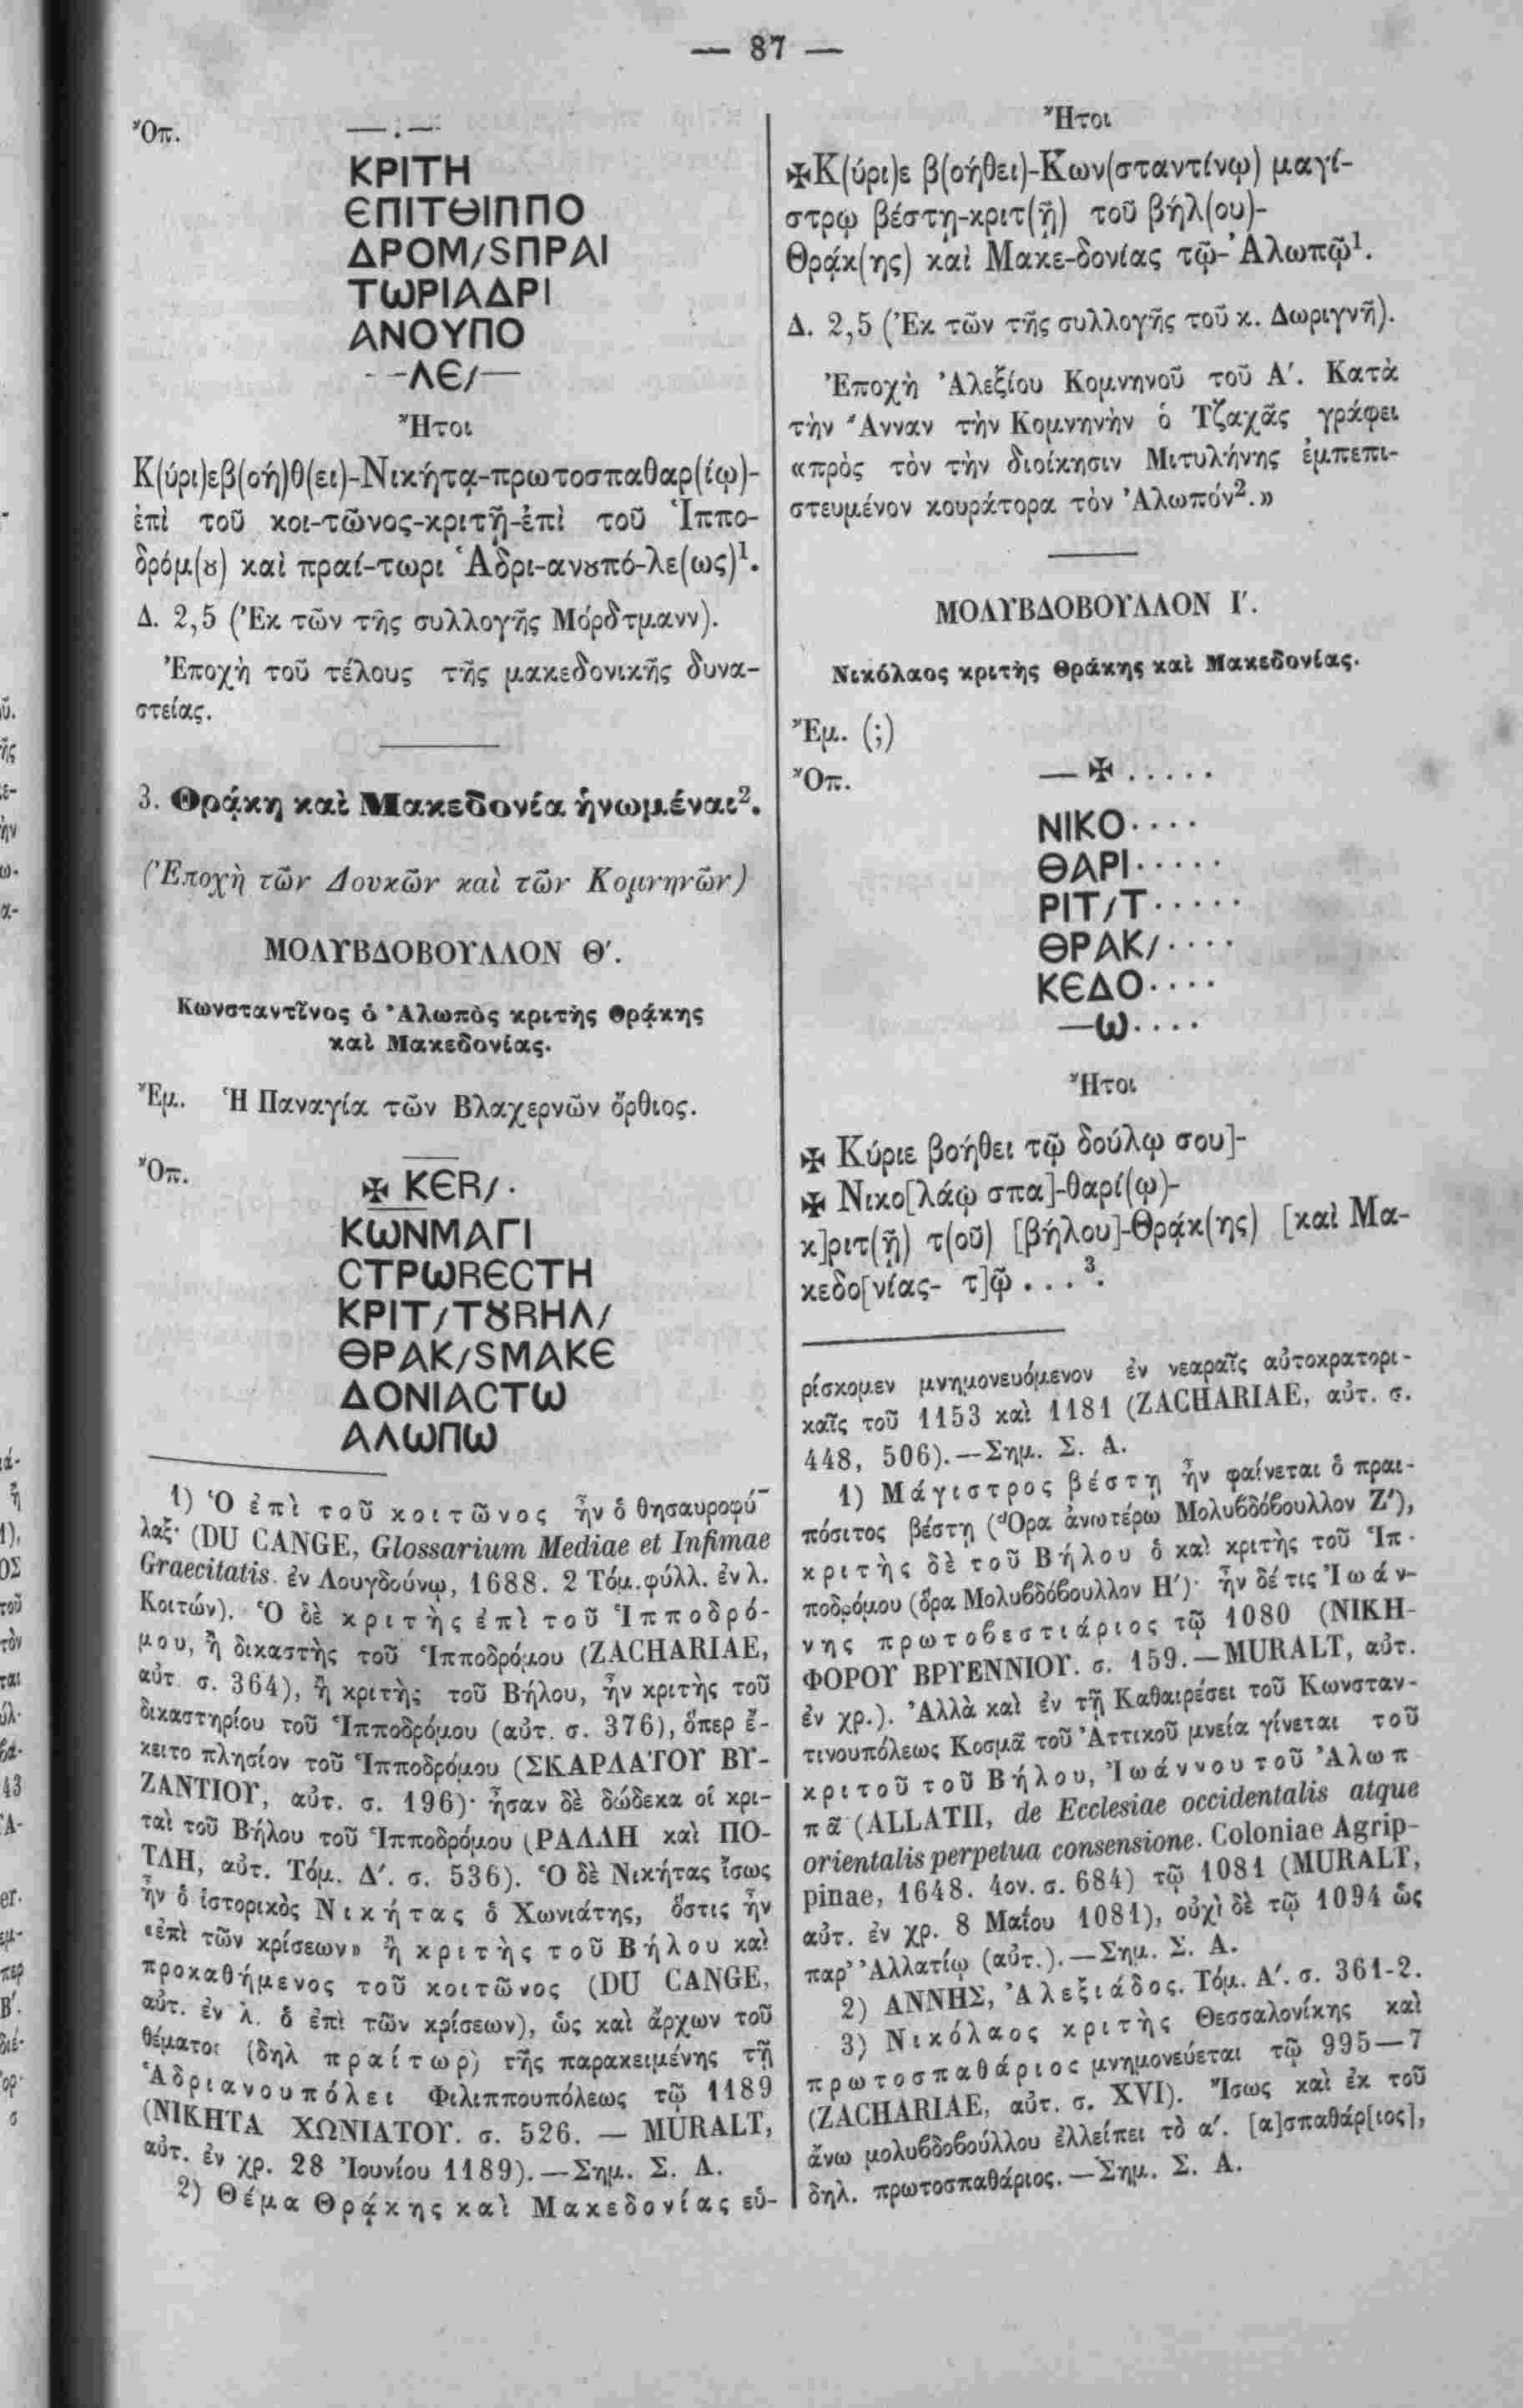 — 87 —
Ὄπ.
— . —
ΚΡΙΤΗ
ЄΠΙΤΘΙΠΠΟ
ΔΡΟΜ/SΠΡΑΙ
ΤѠΡΙΑΔΡΙ
ΑΝΟΥΠΟ
- -ΛЄ/—
Ἤτοι
Κ(ύρι)εβ(οή)θ(ει)-Νικήτᾳ-πρωτοσπαθαρ(ίῳ)-
ἐπὶ τοῦ κοι-τῶνος-κριτῇ-ἐπὶ τοῦ Ἱππο-
δρόμ(ȣ) καὶ πραί-τωρι Ἀδρι-ανȣπό-λε(ως)¹.
Δ. 2,5 (Ἐκ τῶν τῆς συλλογῆς Μόρδτμανν).
Ἐποχὴ τοῦ τέλους τῆς μακεδονικῆς δυνα-
στείας.
3. Θρᾴκη καὶ Μακεδονία ἡνωμέναι².
(Ἐποχὴ τῶν Δουκῶν καὶ τῶν Κομνηνῶν)
ΜΟΛΥΒΔΟΒΟΥΛΛΟΝ Θ΄.
Κωνσταντῖνος ὁ Ἀλωπὸς κριτὴς Θρᾴκης
καὶ Μακεδονίας.
Ἔμ. Ἡ Παναγία τῶν Βλαχερνῶν ὄρθιος.
Ὄπ.
✠ ΚЄR/ .
ΚѠΝΜΑΓΙ
CΤΡѠRЄCΤΗ
ΚΡΙΤ/ΤȣRΗΛ/
ΘΡΑΚ/SΜΑΚЄ
ΔΟΝΙΑCΤѠ
ΑΛѠΠѠ
1) Ὁ ἐπὶ τοῦ κοιτῶνος ἦν ὁ θησαυροφύ-
λαξ· (DU CANGE, Glossarium Mediae et Infimae
Graecitatis. ἐν Λουγδούνῳ, 1688. 2 Τόμ. φύλλ. ἐν λ.
Κοιτών). Ὁ δὲ κριτὴς ἐπὶ τοῦ Ἱπποδρό-
μου, ἢ δικαστὴς τοῦ Ἱπποδρόμου (ZACHARIAE,
αὐτ. σ. 364), ἢ κριτὴς τοῦ Βήλου, ἦν κριτὴς τοῦ
δικαστηρίου τοῦ Ἱπποδρόμου (αὐτ. σ. 376), ὅπερ ἔ-
κειτο πλησίον τοῦ Ἱπποδρόμου (ΣΚΑΡΛΑΤΟΥ ΒΥ-
ΖΑΝΤΙΟΥ, αὐτ. σ. 196)· ἦσαν δὲ δώδεκα οἱ κρι-
ταὶ τοῦ Βήλου τοῦ Ἱπποδρόμου (ΡΑΛΛΗ καὶ ΠΟ-
ΤΛΗ, αὐτ. Τόμ. Δ΄. σ. 536). Ὁ δὲ Νικήτας ἴσως
ἦν ὁ ἱστορικὸς Νικήτας ὁ Χωνιάτης, ὅστις ἦν
«ἐπὶ τῶν κρίσεων» ἢ κριτὴς τοῦ Βήλου καὶ
προκαθήμενος τοῦ κοιτῶνος (DU CANGE,
αὐτ. ἐν λ. ὁ ἐπὶ τῶν κρίσεων), ὡς καὶ ἄρχων τοῦ
θέματος (δηλ πραίτωρ) τῆς παρακειμένης τῇ
Ἀδριανουπόλει Φιλιππουπόλεως τῷ 1189
(ΝΙΚΗΤΑ ΧΩΝΙΑΤΟΥ. σ. 526. — MURALT,
αὐτ. ἐν χρ. 28 Ἰουνίου 1189).—Σημ. Σ. Α.
2) Θέμα Θρᾴκης καὶ Μακεδονίας εὑ-
Ἤτοι
✠Κ(ύρι)ε β(οήθει)-Κων(σταντίνῳ) μαγί-
στρῳ βέστῃ-κριτ(ῇ) τοῦ βήλ(ου)-
Θρᾴκ(ης) καὶ Μακε-δονίας τῷ-Ἀλωπῷ¹.
Δ. 2,5 (Ἐκ τῶν τῆς συλλογῆς τοῦ κ. Δωριγνῆ).
Ἐποχὴ Ἀλεξίου Κομνηνοῦ τοῦ Α΄. Κατὰ
τὴν Ἄνναν τὴν Κομνηνὴν ὁ Τζαχᾶς γράφει
«πρὸς τὸν τὴν διοίκησιν Μιτυλήνης ἐμπεπι-
στευμένον κουράτορα τὸν Ἀλωπόν².»
ΜΟΛΥΒΔΟΒΟΥΛΛΟΝ Ι΄.
Νικόλαος κριτὴς Θρᾴκης καὶ Μακεδονίας.
Ἔμ. (;)
Ὄπ.
— ✠ . . . . .
ΝΙΚΟ . . . .
ΘΑΡΙ . . . . .
ΡΙΤ/Τ . . . . .
ΘΡΑΚ/ . . . .
ΚЄΔΟ . . . .
—Ѡ . . . .
Ἤτοι
✠ Κύριε βοήθει τῷ δούλῳ σου]-
✠ Νικο[λάῳ σπα]-θαρί(ῳ)-
κ]ριτ(ῇ) τ(οῦ) [βήλου]-Θρᾴκ(ης) [καὶ Μα-
κεδο[νίας- τ]ῷ . . . ³.
ρίσκομεν μνημονευόμενον ἐν νεαραῖς αὐτοκρατορι-
καῖς τοῦ 1153 καὶ 1181 (ZACHARIAE, αὐτ. σ.
448, 506).—Σημ. Σ. Α.
1) Μάγιστρος βέστη ἦν φαίνεται ὁ πραι-
πόσιτος βέστη (Ὅρα ἀνωτέρω Μολυβδόβουλλον Ζ΄),
κριτὴς δὲ τοῦ Βήλου ὁ καὶ κριτὴς τοῦ Ἱπ-
ποδρόμου (ὅρα Μολυβδόβουλλον Η΄)· ἦν δέ τις Ἰωάν-
νης πρωτοβεστιάριος τῷ 1080 (ΝΙΚΗ-
ΦΟΡΟΥ ΒΡΥΕΝΝΙΟΥ. σ. 159.—MURALT, αὐτ.
ἐν χρ.). Ἀλλὰ καὶ ἐν τῇ Καθαιρέσει τοῦ Κωνσταν-
τινουπόλεως Κοσμᾶ τοῦ Ἀττικοῦ μνεία γίνεται τοῦ
κριτοῦ τοῦ Βήλου, Ἰωάννου τοῦ Ἀλωπ
πᾶ (ALLATII, de Ecclesiae occidentalis atque
orientalis perpetua consensione. Coloniae Agrip-
pinae, 1648. 4ον. σ. 684) τῷ 1081 (MURALT,
αὐτ. ἐν χρ. 8 Μαΐου 1081), οὐχὶ δὲ τῷ 1094 ὡς
παρ' Ἀλλατίῳ (αὐτ.).—Σημ. Σ. Α.
2) ΑΝΝΗΣ, Ἀλεξιάδος. Τόμ. Α΄. σ. 361-2.
3) Νικόλαος κριτὴς Θεσσαλονίκης καὶ
πρωτοσπαθάριος μνημονεύεται τῷ 995—7
(ZACHARIAE, αὐτ. σ. XVI). Ἴσως καὶ ἐκ τοῦ
ἄνω μολυβδοβούλλου ἐλλείπει τὸ α΄. [α]σπαθάρ[ιος],
δηλ. πρωτοσπαθάριος.—Σημ. Σ. Α.